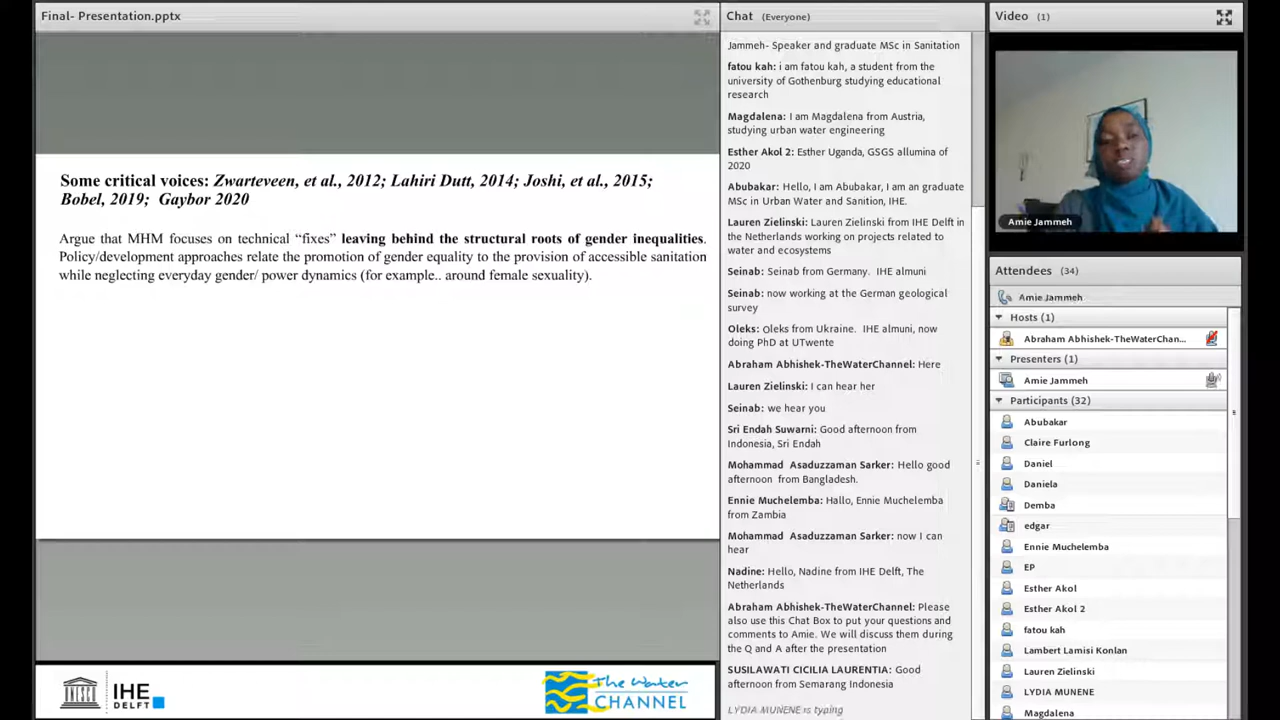 Final- Presentation.pptx
Some critical voices: Zwarteveen, et al., 2012; Lahiri Dutt, 2014; Joshi, et al., 2015;
Bobel, 2019; Gaybor 2020
Argue that MHM focuses on technical “fixes” leaving behind the structural roots of gender inequalities.
Policy/development approaches relate the promotion of gender equality to the provision of accessible sanitation
while neglecting everyday gender/ power dynamics (for example.. around female sexuality).
IHE
DELFT
The Water
CHANNEL
Chat (Everyone)
Jammeh- Speaker and graduate MSc in Sanitation
fatou kah: i am fatou kah, a student from the
university of Gothenburg studying educational
research
Magdalena: I am Magdalena from Austria,
studying urban water engineering
Esther Akol 2: Esther Uganda, GSGS allumina of
2020
Abubakar: Hello, I am Abubakar, I am an graduate
MSc in Urban Water and Sanition, IHE.
Lauren Zielinski: Lauren Zielinski from IHE Delft in
the Netherlands working on projects related to
water and ecosystems
Seinab: Seinab from Germany. IHE almuni
Seinab: now working at the German geological
survey
Oleks: Oleks from Ukraine. IHE almuni, now
doing PhD at UTwente
Abraham Abhishek-TheWaterChannel: Here
Lauren Zielinski: I can hear her
Seinab: we hear you
Sri Endah Suwarni: Good afternoon from
Indonesia, Sri Endah
Mohammad Asaduzzaman Sarker: Hello good
afternoon from Bangladesh.
Ennie Muchelemba: Hallo, Ennie Muchelemba
from Zambia
Mohammad Asaduzzaman Sarker: now I can
hear
Nadine: Hello, Nadine from IHE Delft, The
Netherlands
Abraham Abhishek-TheWaterChannel: Please
also use this Chat Box to put your questions and
comments to Amie. We will discuss them during
the Q and A after the presentation
SUSILAWATI CICILIA LAURENTIA: Good
afternoon from Semarang Indonesia
LYDIA MUNENE is typing
Video (1)
Amie Jammeh
Attendees (34)
Amie Jammeh
Hosts (1)
Abraham Abhishek-TheWaterChan...
Presenters (1)
Amie Jammeh
Participants (32)
Abubakar
Claire Furlong
Daniel
Daniela
Demba
edgar
Ennie Muchelemba
EP
Esther Akol
Esther Akol 2
fatou kah
Lambert Lamisi Konlan
Lauren Zielinski
LYDIA MUNENE
Magdalena